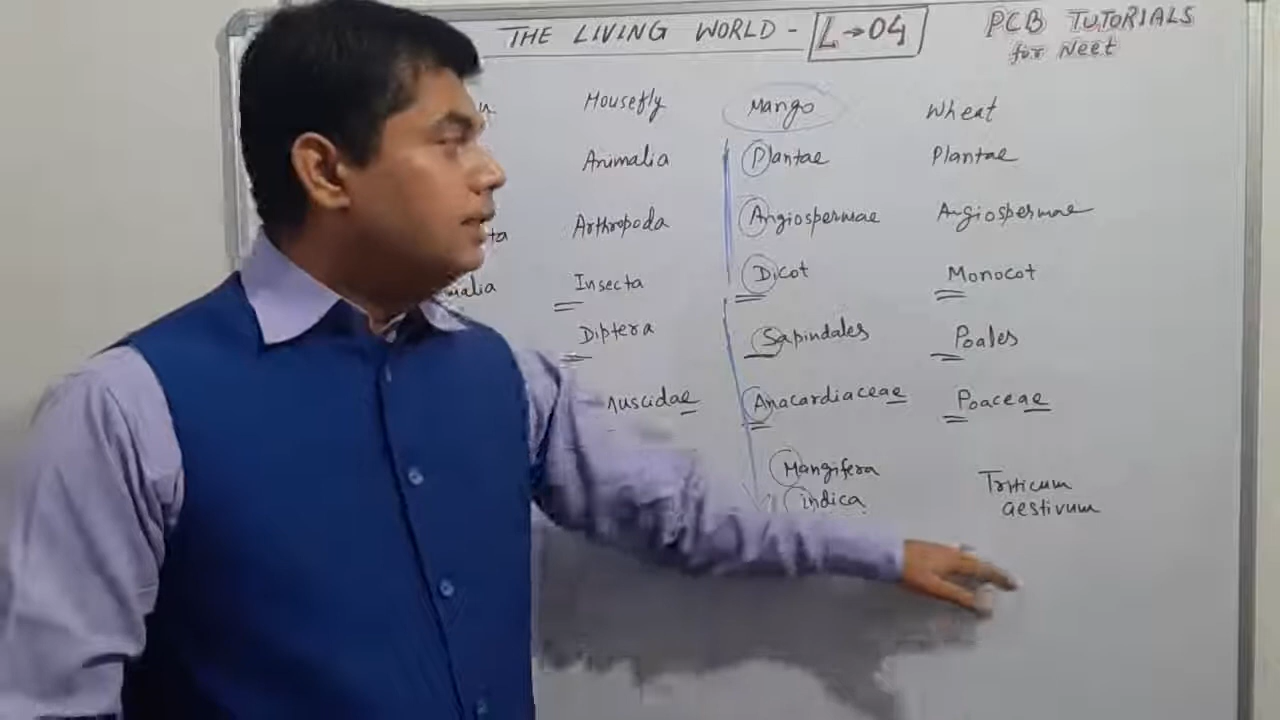 THE LIVING WORLD - L→04
PCB TUTORIALS
for Neet
Housefly Mango Wheat
Animalia Plantae Plantae
Arthropoda Angiospermae Angiospermae
Insecta Dicot Monocot
Diptera Sapindales Poales
Muscidae Anacardiaceae Poaceae
Mangifera Triticum
indica aestivum